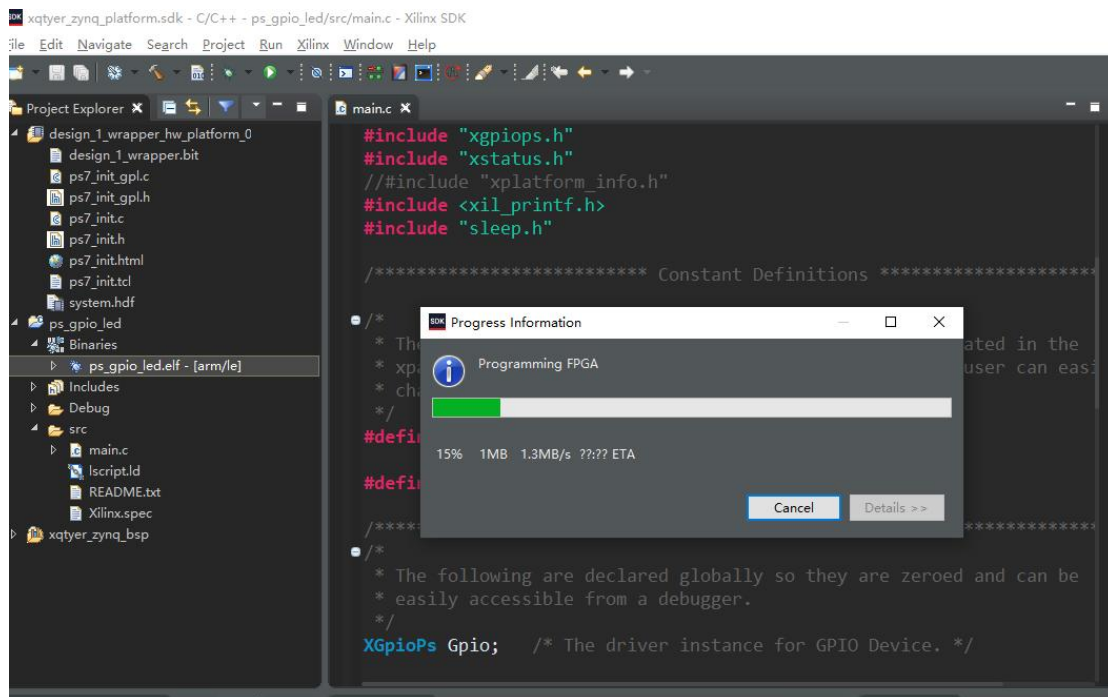 xqtyer_zynq_platform.sdk - C/C++ - ps_gpio_led/src/main.c - Xilinx SDK
File Edit Navigate Search Project Run Xilinx Window Help
Project Explorer
design_1_wrapper_hw_platform_0
design_1_wrapper.bit
ps7_init_gpl.c
ps7_init_gpl.h
ps7_init.c
ps7_init.h
ps7_init.html
ps7_init.tcl
system.hdf
ps_gpio_led
Binaries
ps_gpio_led.elf - [arm/le]
Includes
Debug
src
main.c
lscript.ld
README.txt
Xilinx.spec
xqtyer_zynq_bsp
main.c
#include "xgpiops.h"
#include "xstatus.h"
//#include "xplatform_info.h"
#include <xil_printf.h>
#include "sleep.h"
/************************** Constant Definitions *********************
/*
* The
ated in the
* xpa
user can easi
* cha
*/
#defi
#defi
/****
/*
* The following are declared globally so they are zeroed and can be
* easily accessible from a debugger.
*/
XGpioPs Gpio; /* The driver instance for GPIO Device. */
SDK Progress Information
Programming FPGA
15% 1MB 1.3MB/s ??:?? ETA
Cancel
Details >>